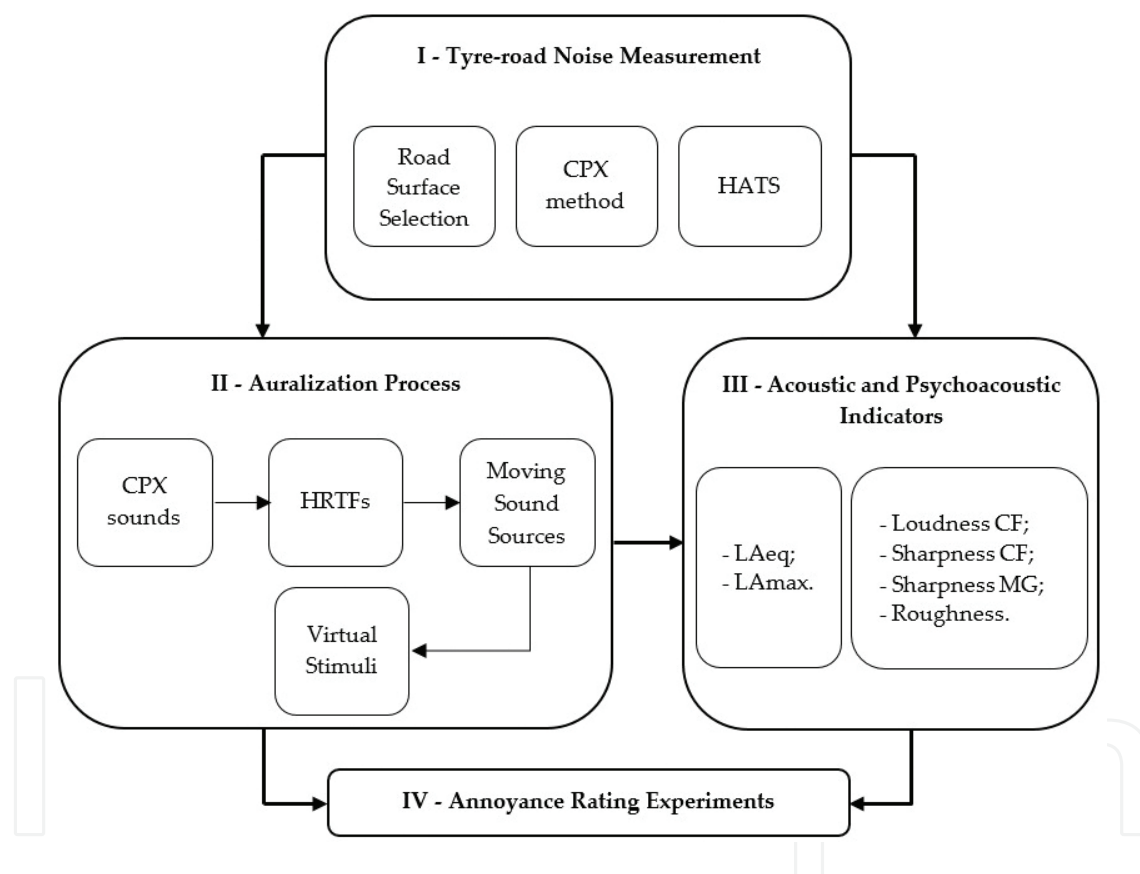 I - Tyre-road Noise Measurement
Road
Surface
Selection
CPX
method
HATS
II - Auralization Process
CPX
sounds
HRTFs
Moving
Sound
Sources
Virtual
Stimuli
III - Acoustic and Psychoacoustic
Indicators
- LAeq;
- LAmax.
- Loudness CF;
- Sharpness CF;
- Sharpness MG;
- Roughness.
IV - Annoyance Rating Experiments